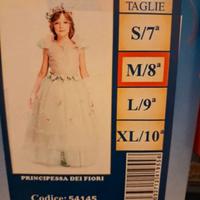 TAGLIE
S/7ª
M/8ª
L/9ª
XL/10ª
PRINCIPESSA DEI FIORI
Codice: 54145